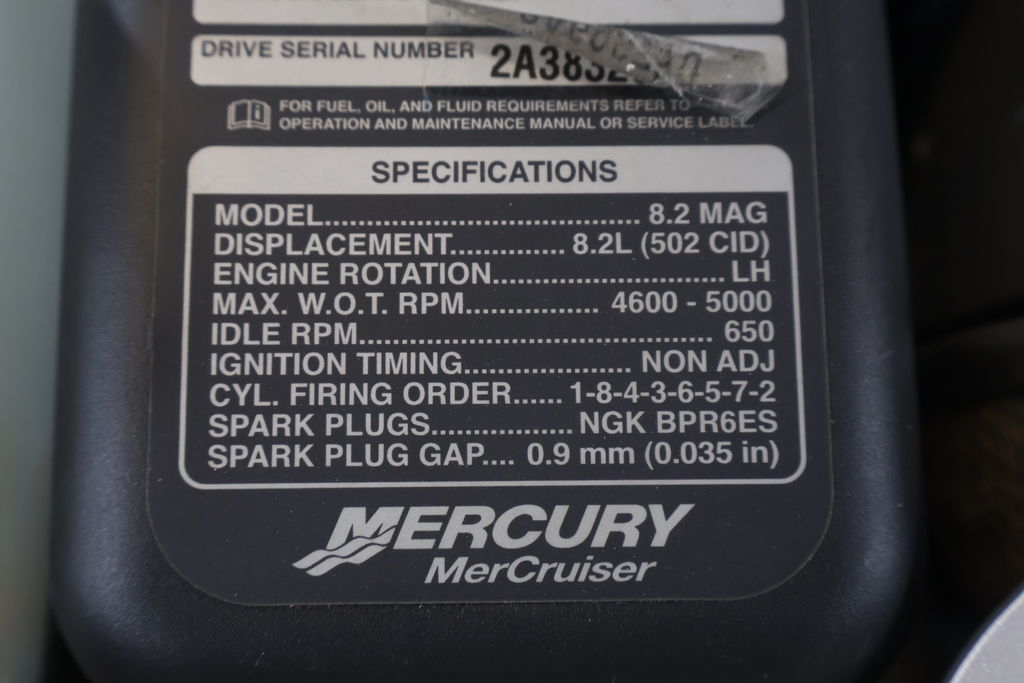 DRIVE SERIAL NUMBER
FOR FUEL, OIL, AND FLUID REQUIREMENTS REFER TO
OPERATION AND MAINTENANCE MANUAL OR SERVICE LABEL.
SPECIFICATIONS
MODEL..................................... 8.2 MAG
DISPLACEMENT............. 8.2L (502 CID)
ENGINE ROTATION........................... LH
MAX. W.O.T. RPM............... 4600 - 5000
IDLE RPM......................................... 650
IGNITION TIMING.................... NON ADJ
CYL. FIRING ORDER...... 1-8-4-3-6-5-7-2
SPARK PLUGS................. NGK BPR6ES
SPARK PLUG GAP.... 0.9 mm (0.035 in)
MERCURY
MerCruiser